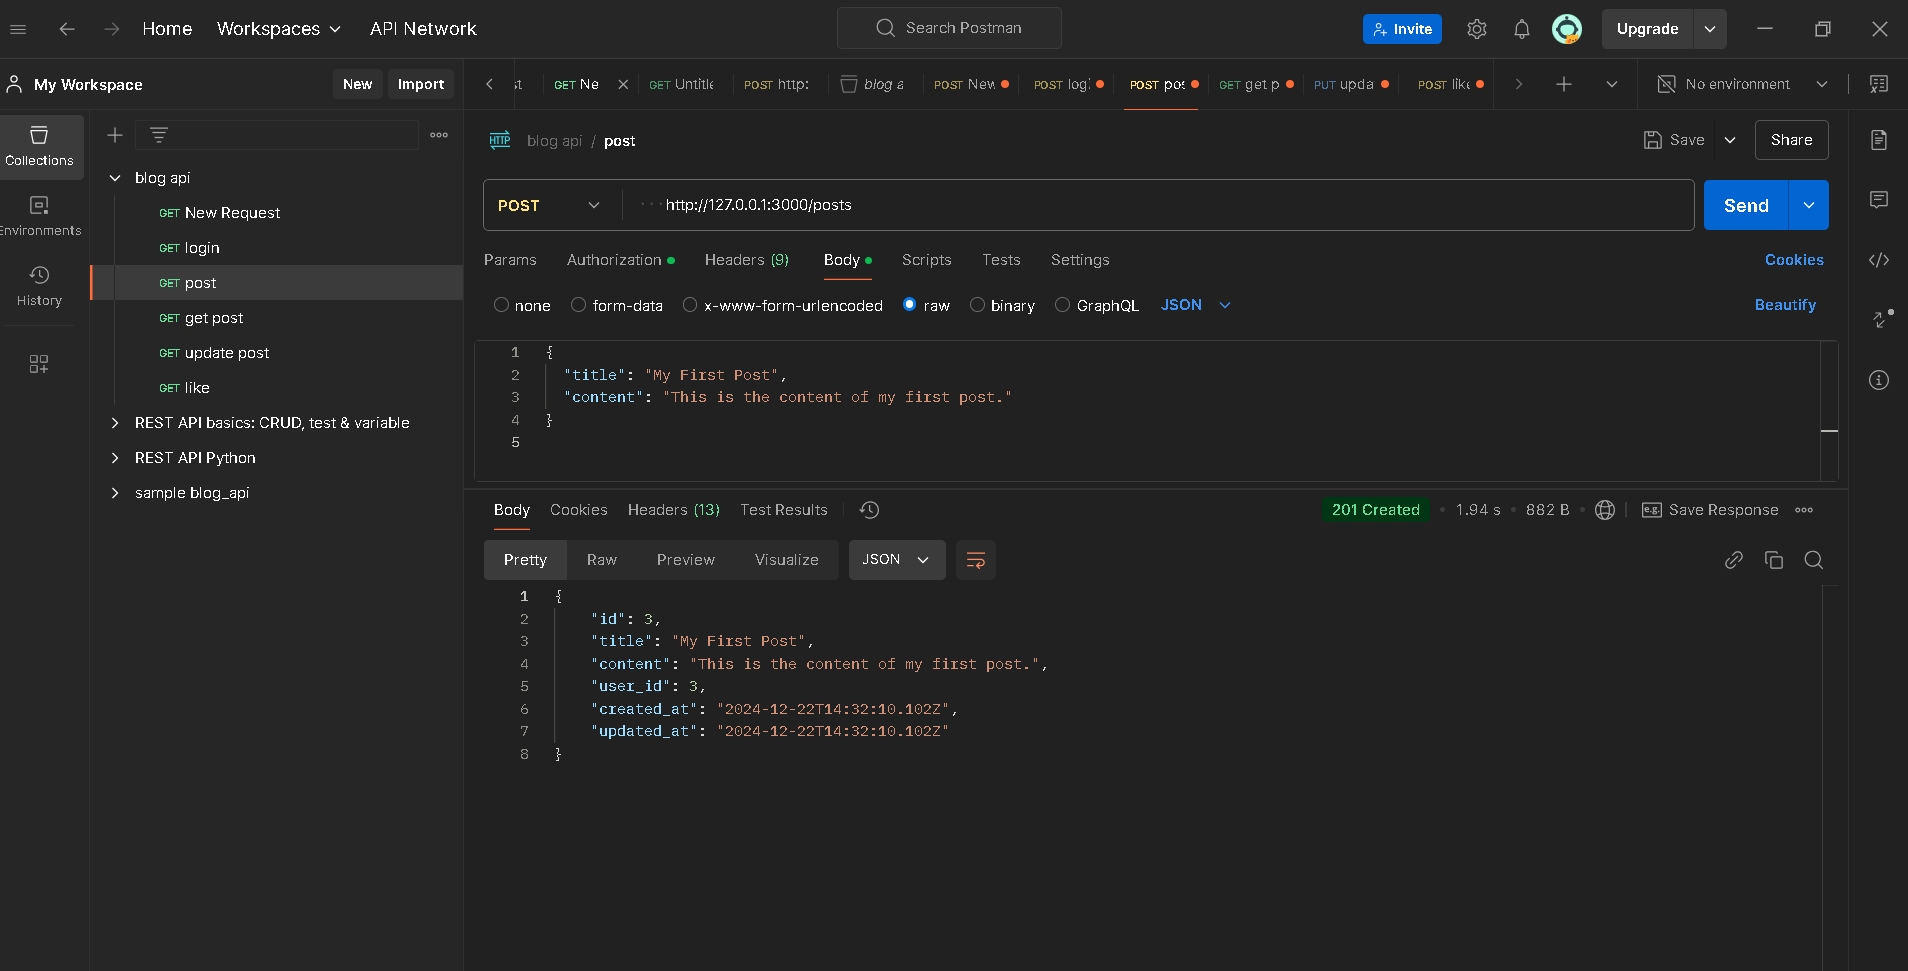 Home Workspaces API Network Search Postman Invite Upgrade
My Workspace New Import
st GET Ne GET Untitle POST http: blog a POST New POST log POST pos GET get p PUT upda POST like No environment
Collections
Environments
History
blog api
GET New Request
GET login
GET post
GET get post
GET update post
GET like
REST API basics: CRUD, test & variable
REST API Python
sample blog_api
HTTP blog api / post Save Share
POST http://127.0.0.1:3000/posts Send
Params Authorization Headers (9) Body Scripts Tests Settings Cookies
none form-data x-www-form-urlencoded raw binary GraphQL JSON Beautify
1 {
2 "title": "My First Post",
3 "content": "This is the content of my first post."
4 }
5
Body Cookies Headers (13) Test Results 201 Created • 1.94 s • 882 B • e.g. Save Response
Pretty Raw Preview Visualize JSON
1 {
2 "id": 3,
3 "title": "My First Post",
4 "content": "This is the content of my first post.",
5 "user_id": 3,
6 "created_at": "2024-12-22T14:32:10.102Z",
7 "updated_at": "2024-12-22T14:32:10.102Z"
8 }